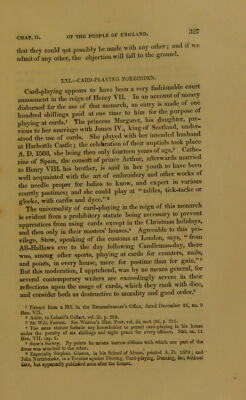 CHAP. II.
OF THE PEOPLE OF ENGLAND.
327
that they could not possibly be made with any other; and if we
admit of any other, the objection will fall to the ground.
XXI.—CARD-PLAYING FORBIDDEN.
Card-playing appears to have been a very fashionable court
amusement in the reign of Henry VII. In an account of money
disbursed for the use of that monarch, an entry is made of one
hundred shillings paid at one time to him for the purpose of
playing at cards.¹ The princess Margaret, his daughter, pre-
vious to her marriage with James IV., king of Scotland, under-
stood the use of cards. She played with her intended husband
at Harbottle Castle; the celebration of their nuptials took place
A. D. 1503, she being then only fourteen years of age.² Cathe-
rine of Spain, the consort of prince Arthur, afterwards married
to Henry VIII. his brother, is said in her youth to have been
well acquainted with the art of embroidery and other works of
the needle proper for ladies to know, and expert in various
courtly pastimes; and she could play at "tables, tick-tacke or
gleeke, with cardis and dyce."³
The universality of card-playing in the reign of this monarch
is evident from a prohibitory statute being necessary to prevent
apprentices from using cards except in the Christmas holidays,
and then only in their masters' houses.⁴ Agreeable to this pri-
vilege, Stow, speaking of the customs at London, says, "from
All-Hallows eve to the day following Candlemas-day, there
was, among other sports, playing at cards for counters, nails,
and points, in every house, more for pastime than for gain."⁵
But this moderation, I apprehend, was by no means general, for
several contemporary writers are exceedingly severe in their
reflections upon the usage of cards, which they rank with dice,
and consider both as destructive to morality and good order.⁶
¹ Extract from a MS. in the Remembrancer's Office, dated December 26, an. 9
Hen. VII.
² Addit. to Leland's Collect. vol. iii. p. 285.
³ Sir Will. Forrest. See Warton's Hist. Poet. vol. iii. sect. 36, p. 311.
⁴ The same statute forbade any householder to permit card-playing in his house
under the penalty of six shillings and eight pence for every offence. Stat. an. 11
Hen. VII. cap. 2.
⁵ Stow's Survey. By points he means narrow ribbons with which one part of the
dress was attached to the other.
⁶ Especially Stephen Gosson, in his School of Abuse, printed A. D. 1579; and
John Northbrooke, in a Treatise against Diceing, Card-playing, Dancing, &c. without
date, but apparently published soon after the former.